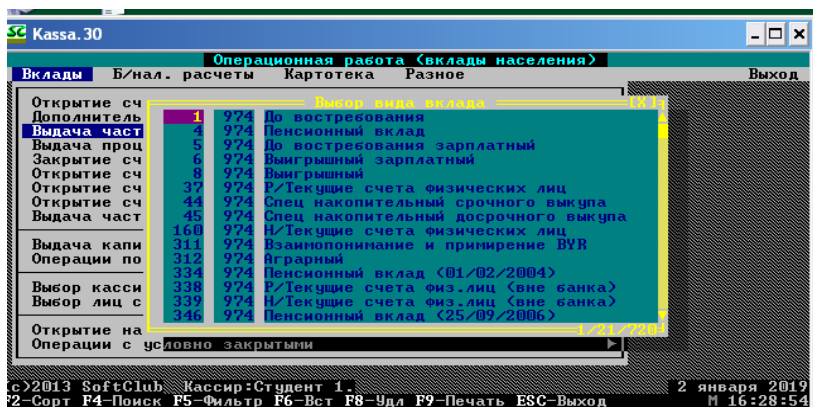 Kassa.30
Операционная работа (вклады населения)
Вклады Б/нал. расчеты Картотека Разное Выход
Открытие сч
Дополнитель
Выдача част
Выдача проц
Закрытие сч
Открытие сч
Открытие сч
Открытие сч
Выдача част
Выдача капи
Операции по
Выбор касси
Выбор лиц с
Открытие на
Операции с условно закрытыми
Выбор вида вклада [X]
1 974 До востребования
4 974 Пенсионный вклад
5 974 До востребования зарплатный
6 974 Выигрышный зарплатный
8 974 Выигрышный
37 974 Р/Текущие счета физических лиц
44 974 Спец накопительный срочного выкупа
45 974 Спец накопительный досрочного выкупа
160 974 Н/Текущие счета физических лиц
311 974 Взаимопонимание и примирение BYR
312 974 Аграрный
334 974 Пенсионный вклад (01/02/2004)
338 974 Р/Текущие счета физ.лиц (вне банка)
339 974 Н/Текущие счета физ.лиц (вне банка)
346 974 Пенсионный вклад (25/09/2006)
1/21/720
(c)2013 SoftClub Кассир:Студент 1. 2 января 2019
F2-Сорт F4-Поиск F5-Фильтр F6-Вст F8-Удл F9-Печать ESC-Выход М 16:28:54